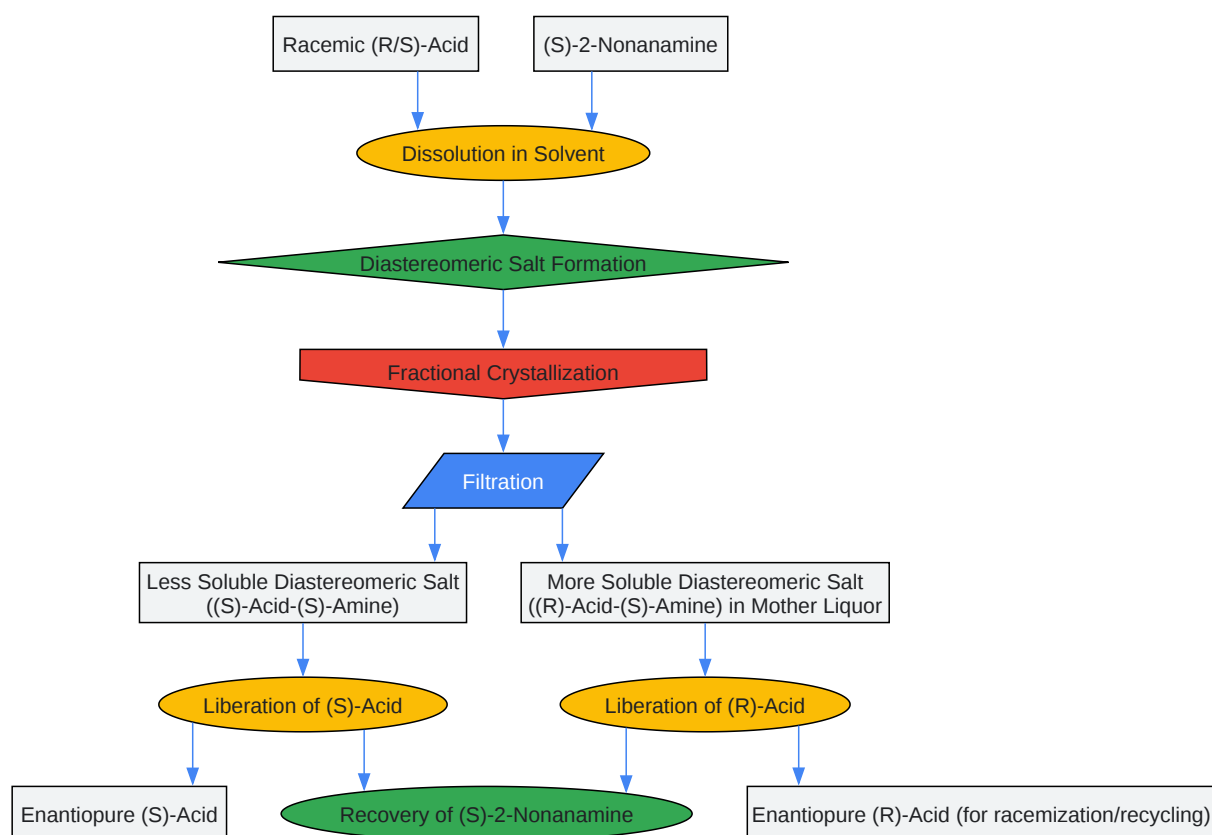 Racemic (R/S)-Acid
(S)-2-Nonanamine
Dissolution in Solvent
Diastereomeric Salt Formation
Fractional Crystallization
Filtration
Less Soluble Diastereomeric Salt
((S)-Acid-(S)-Amine)
More Soluble Diastereomeric Salt
((R)-Acid-(S)-Amine) in Mother Liquor
Liberation of (S)-Acid
Liberation of (R)-Acid
Enantiopure (S)-Acid
Recovery of (S)-2-Nonanamine
Enantiopure (R)-Acid (for racemization/recycling)